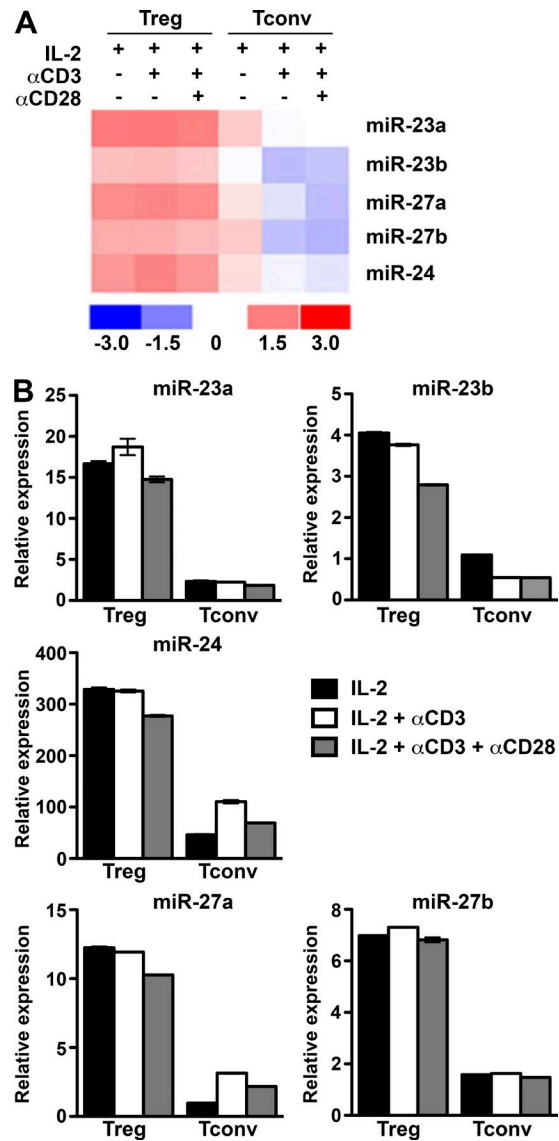 A
Treg Tconv
IL-2 + + + + + +
αCD3 - + + - + +
αCD28 - - + - - +
miR-23a
miR-23b
miR-27a
miR-27b
miR-24
-3.0 -1.5 0 1.5 3.0
B
miR-23a
Relative expression
25
20
15
10
5
0
Treg Tconv
miR-23b
Relative expression
5
4
3
2
1
0
Treg Tconv
miR-24
Relative expression
400
300
200
100
0
Treg Tconv
IL-2
IL-2 + αCD3
IL-2 + αCD3 + αCD28
miR-27a
Relative expression
15
10
5
0
Treg Tconv
miR-27b
Relative expression
8
6
4
2
0
Treg Tconv